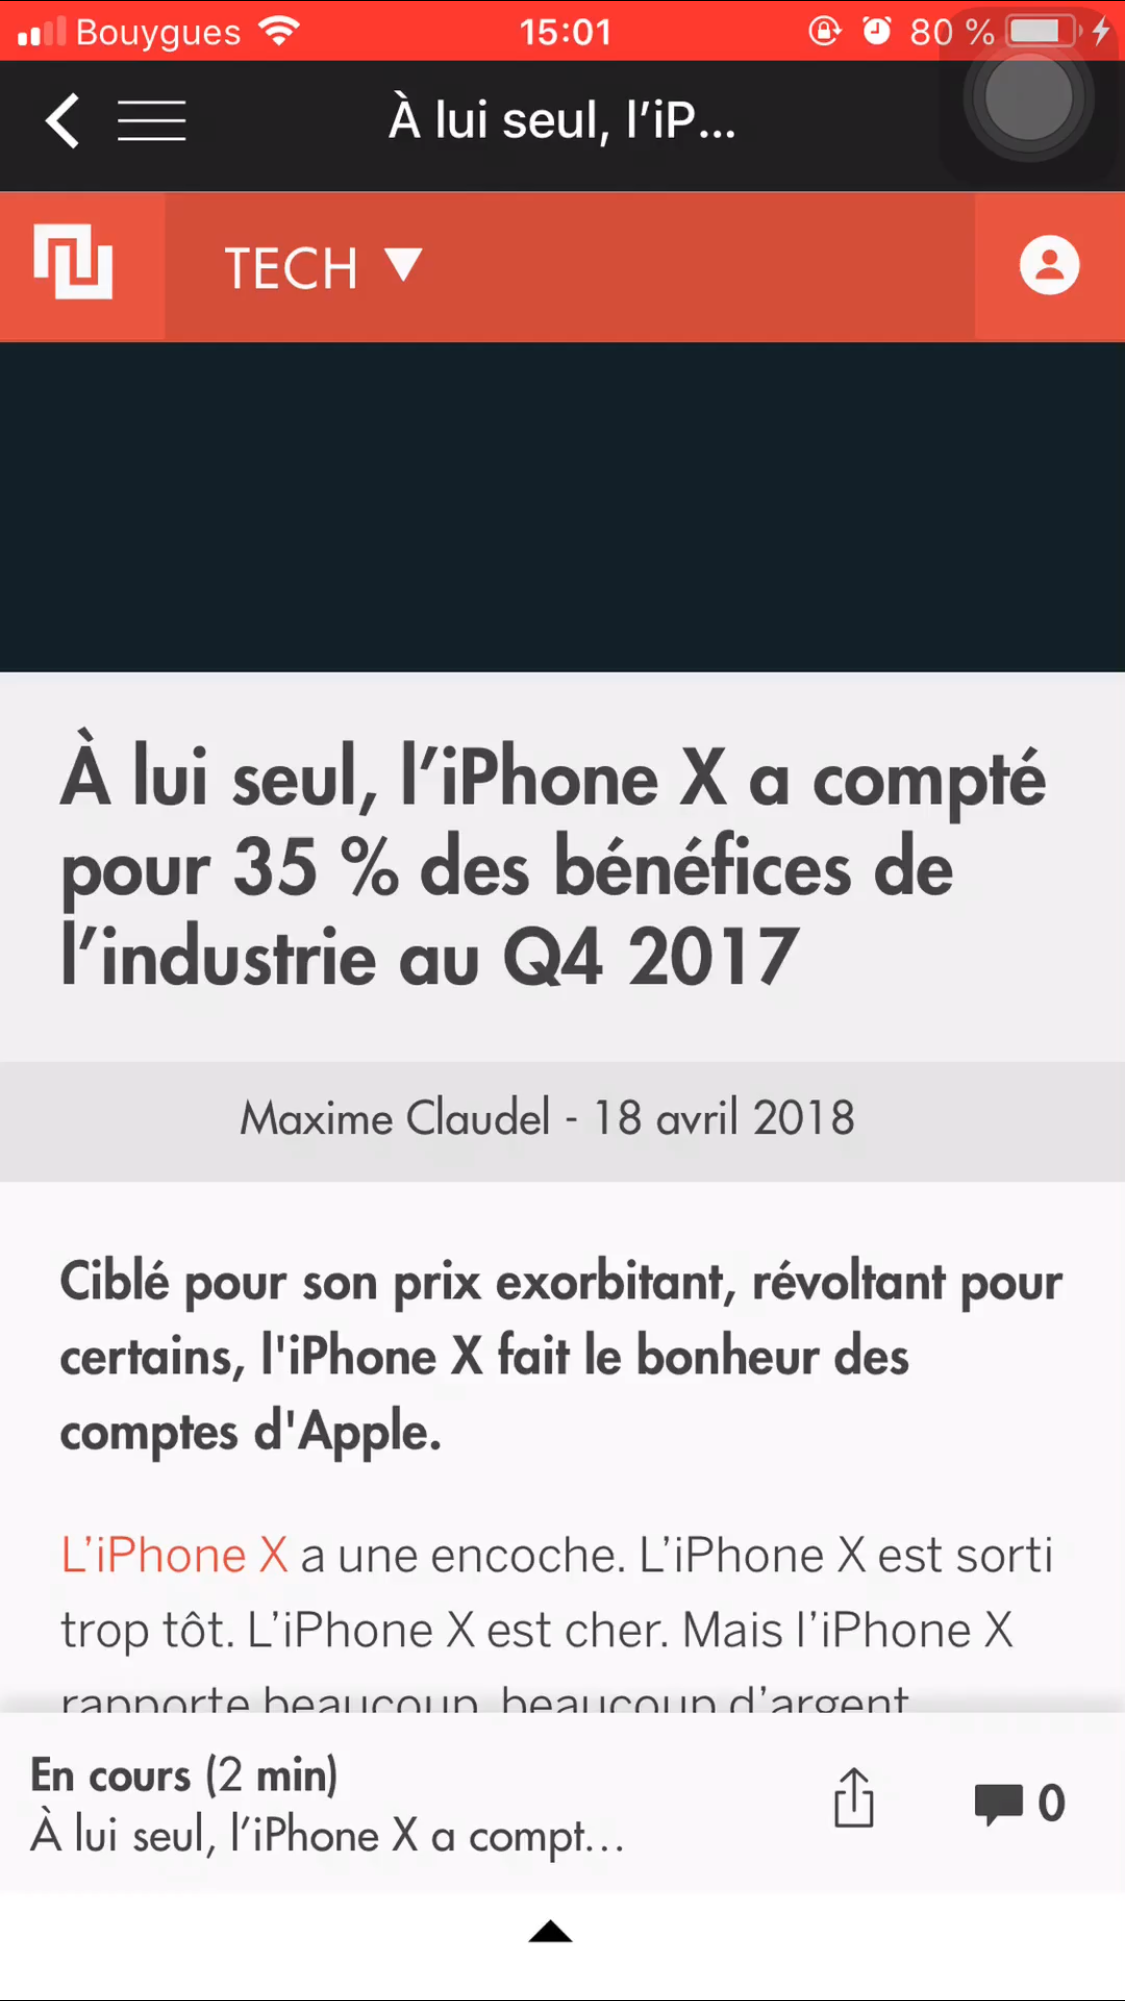 Bouygues 15:01 80 %
À lui seul, l’iP...
TECH
À lui seul, l’iPhone X a compté
pour 35 % des bénéfices de
l’industrie au Q4 2017
Maxime Claudel - 18 avril 2018
Ciblé pour son prix exorbitant, révoltant pour
certains, l'iPhone X fait le bonheur des
comptes d'Apple.
L’iPhone X a une encoche. L’iPhone X est sorti
trop tôt. L’iPhone X est cher. Mais l’iPhone X
rapporte beaucoup, beaucoup d’argent
En cours (2 min)
À lui seul, l’iPhone X a compt...
0